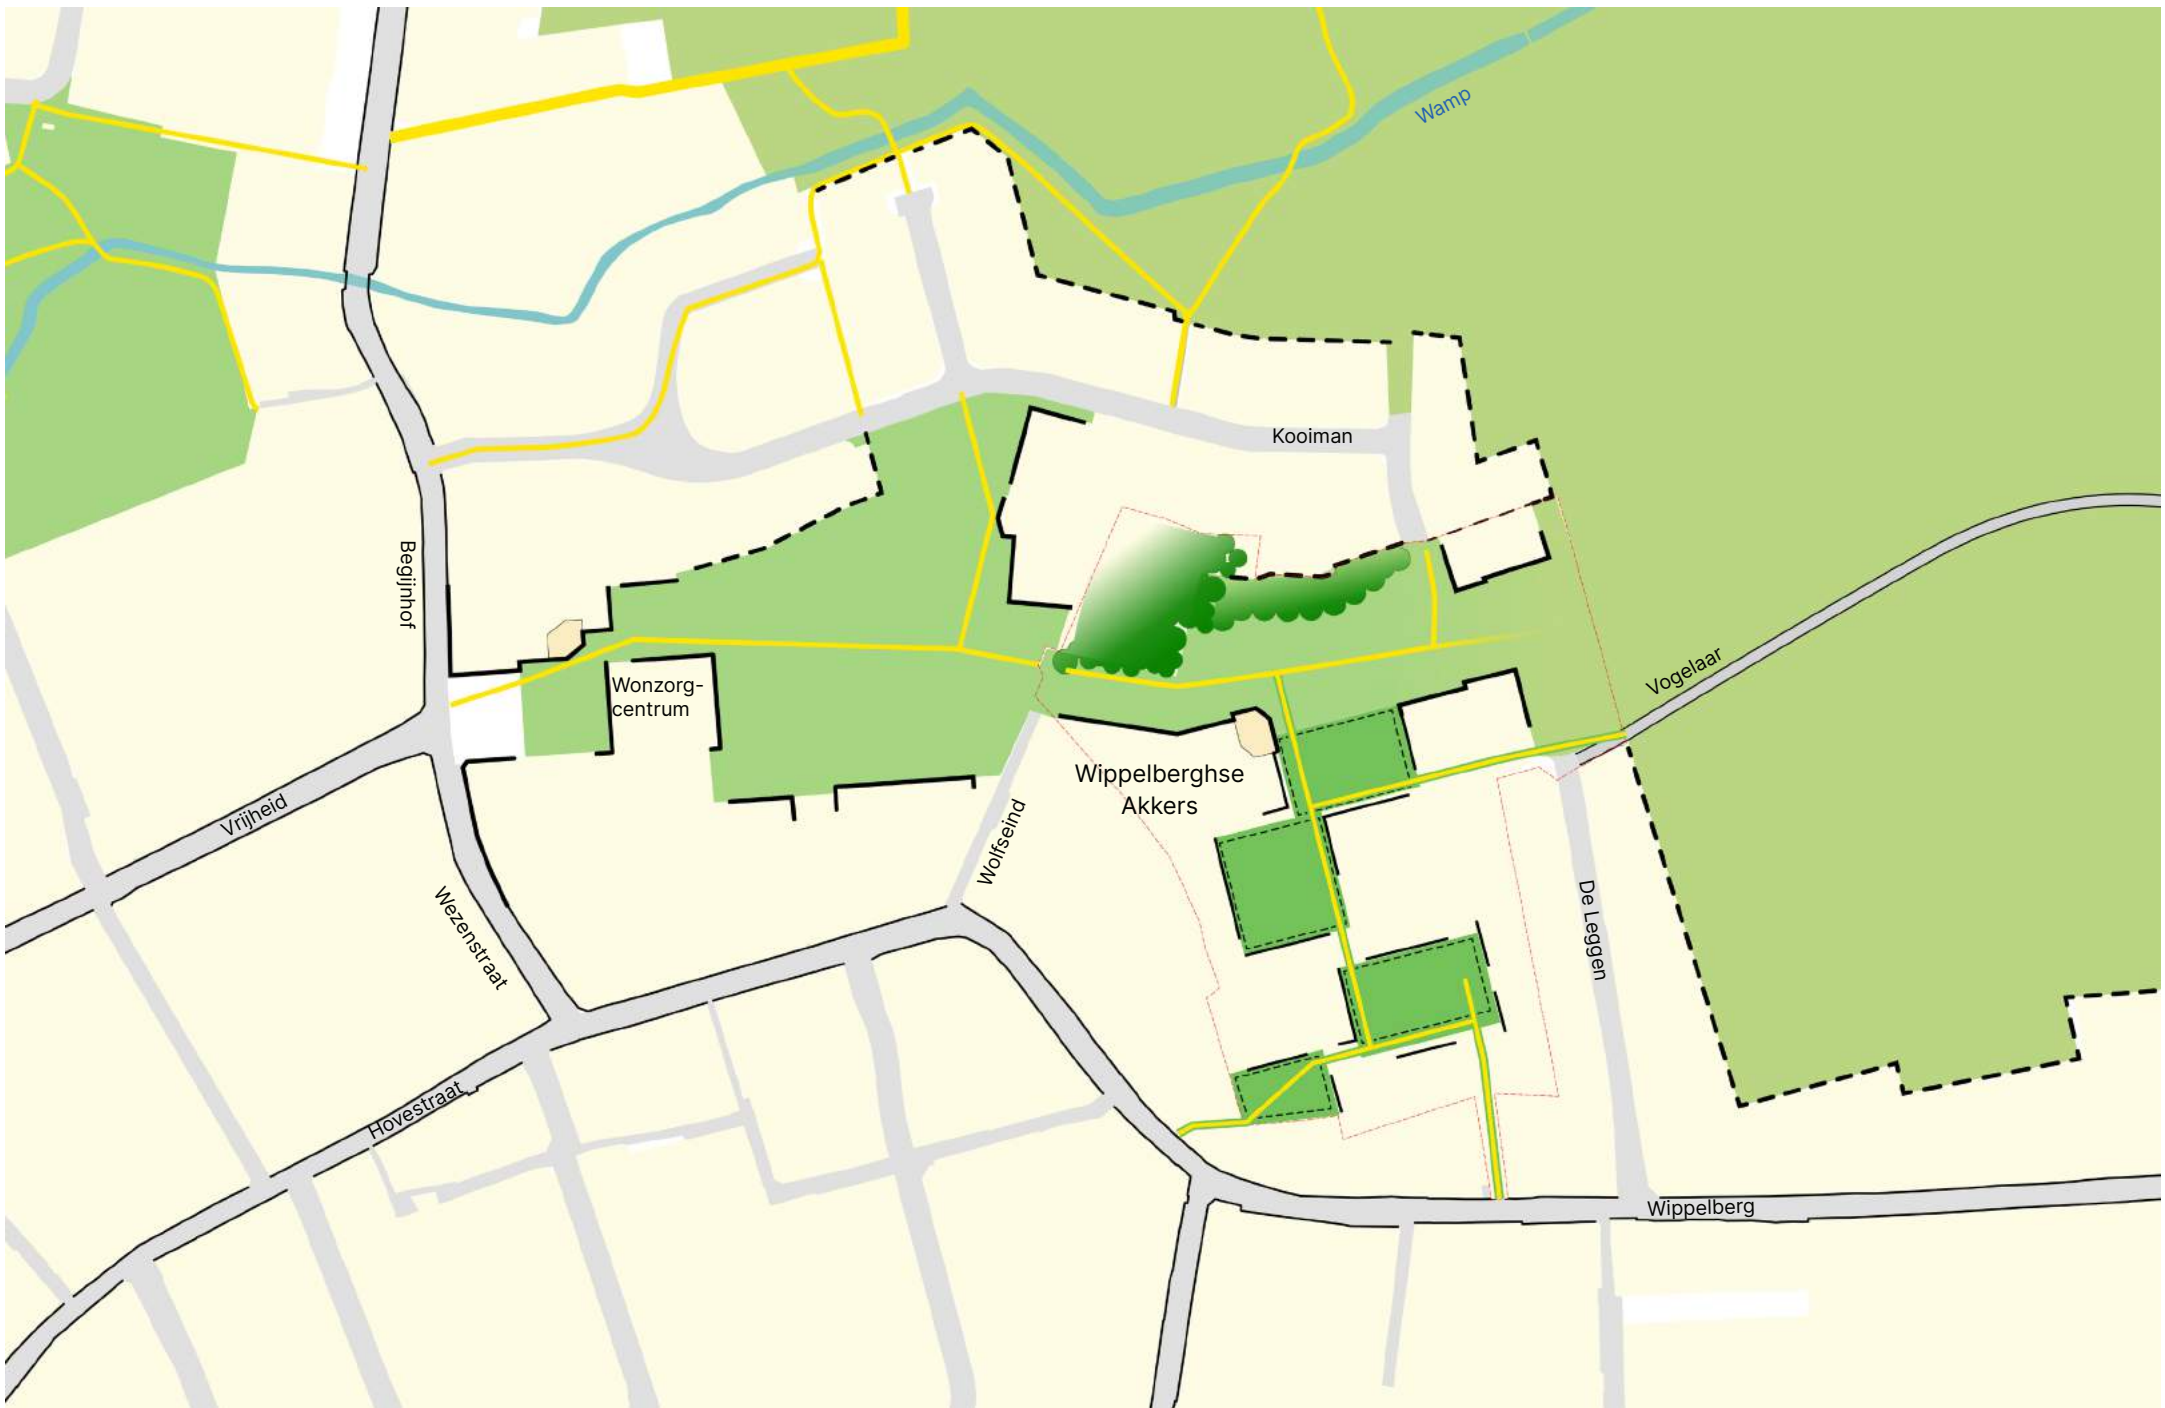 Wamp
Kooiman
Begijnhof
Wonzorg-
centrum
Vogelaar
Wippelberghse
Akkers
Vrijheid
Wolfseind
Wezenstraat
De Leggen
Hovestraat
Wippelberg